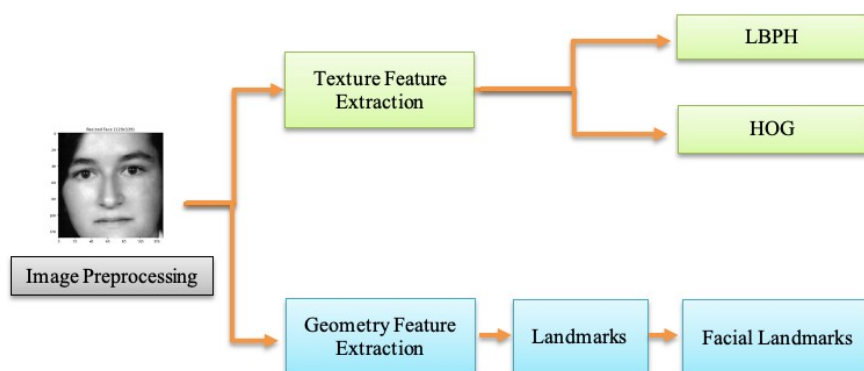 LBPH
Texture Feature
Extraction
HOG
Image Preprocessing
Geometry Feature
Extraction
Landmarks
Facial Landmarks